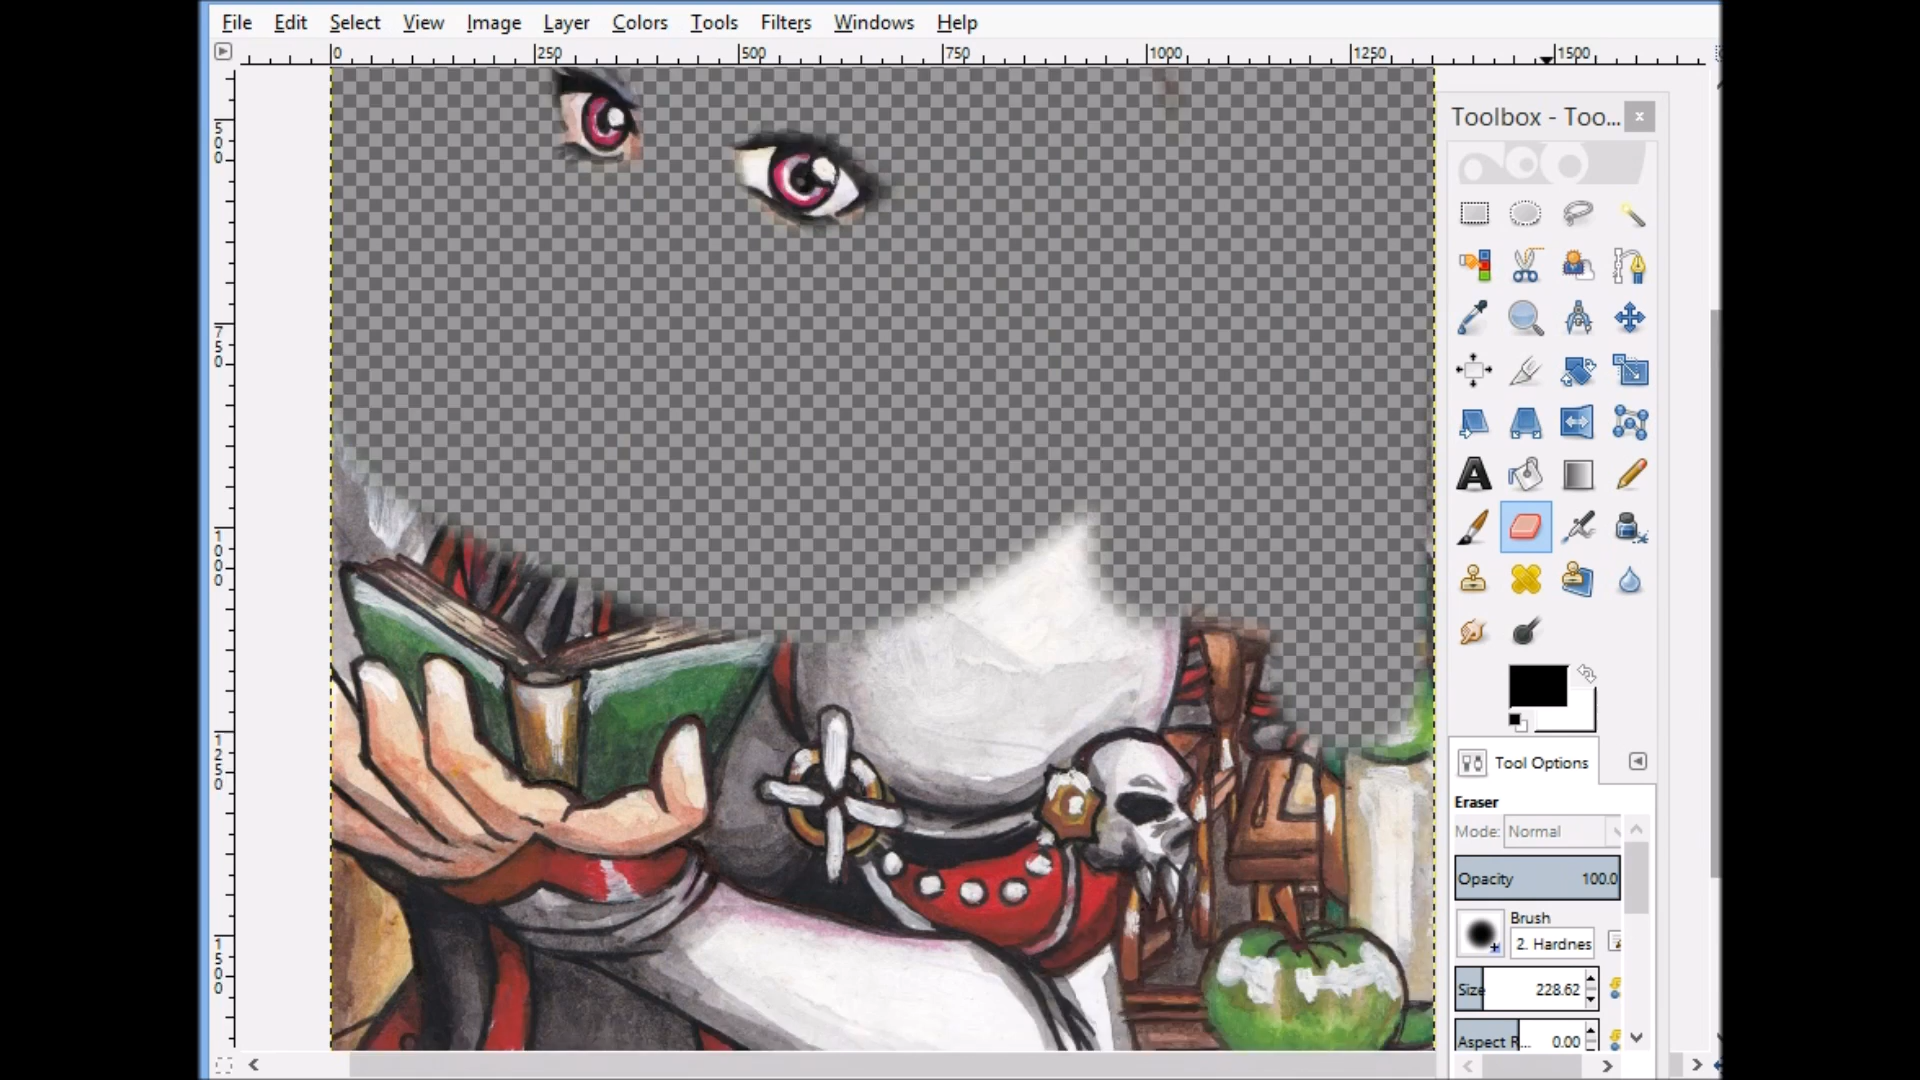 File Edit Select View Image Layer Colors Tools Filters Windows Help
0 250 500 750 1000 1250 1500
500
750
1000
1250
1500
Toolbox - Too...
Tool Options
Eraser
Mode: Normal
Opacity 100.0
Brush
2. Hardnes
Size 228.62
Aspect R... 0.00